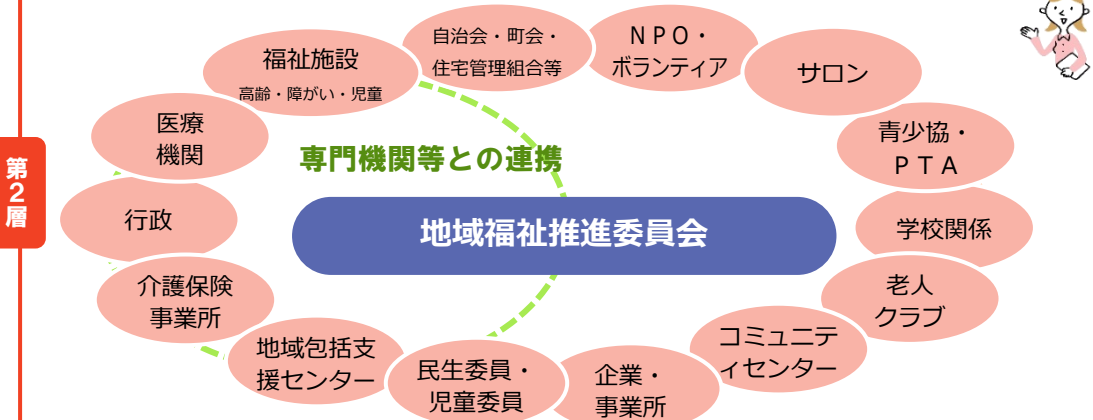 自治会・町会・
住宅管理組合等
NPO・
ボランティア
サロン
福祉施設
高齢・障がい・児童
医療
機関
青少協・
PTA
専門機関等との連携
第2層
行政
地域福祉推進委員会
学校関係
介護保険
事業所
老人
クラブ
地域包括支
援センター
コミュニテ
ィセンター
民生委員・
児童委員
企業・
事業所